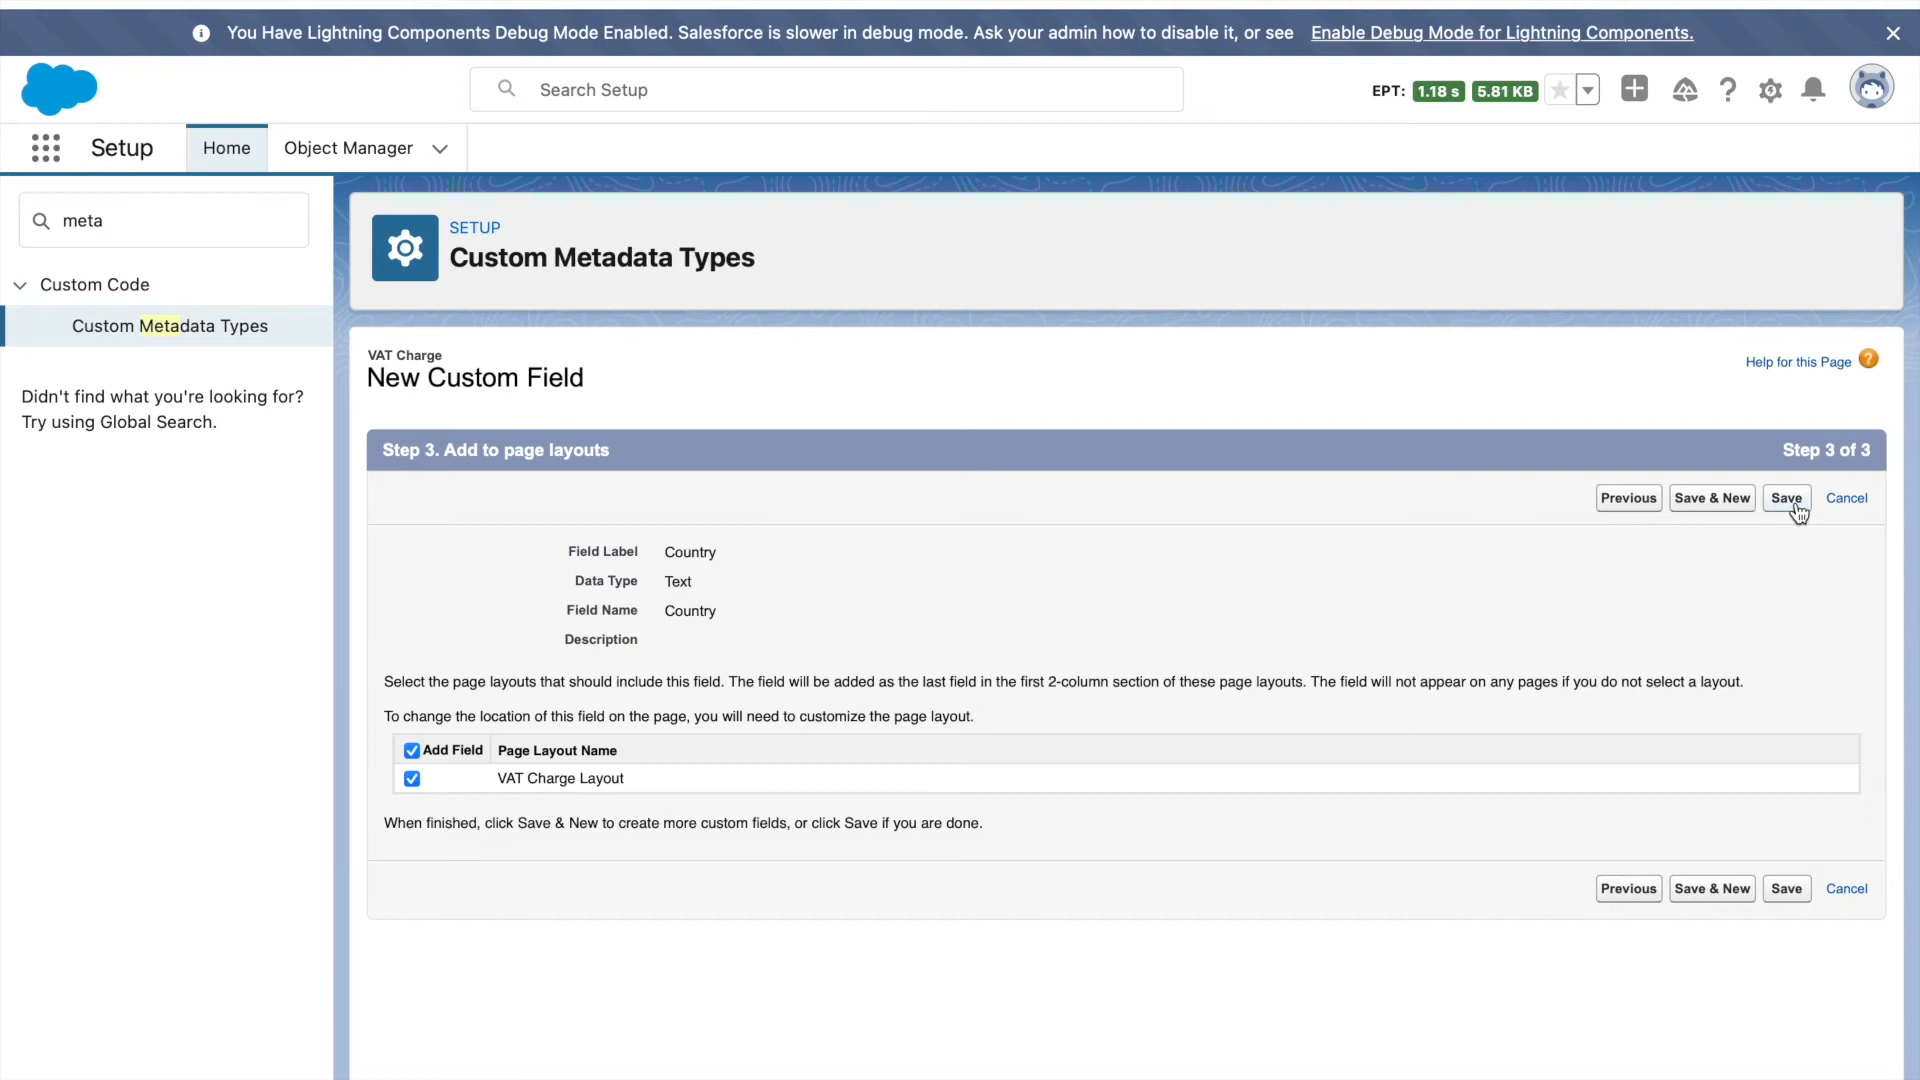 You Have Lightning Components Debug Mode Enabled. Salesforce is slower in debug mode. Ask your admin how to disable it, or see Enable Debug Mode for Lightning Components.
Search Setup
EPT: 1.18 s 5.81 KB
Setup
Home
Object Manager
meta
Custom Code
Custom Metadata Types
Didn't find what you're looking for?
Try using Global Search.
SETUP
Custom Metadata Types
VAT Charge
New Custom Field
Help for this Page ?
Step 3. Add to page layouts
Step 3 of 3
Previous Save & New Save Cancel
Field Label Country
Data Type Text
Field Name Country
Description
Select the page layouts that should include this field. The field will be added as the last field in the first 2-column section of these page layouts. The field will not appear on any pages if you do not select a layout.
To change the location of this field on the page, you will need to customize the page layout.
Add Field Page Layout Name
VAT Charge Layout
When finished, click Save & New to create more custom fields, or click Save if you are done.
Previous Save & New Save Cancel